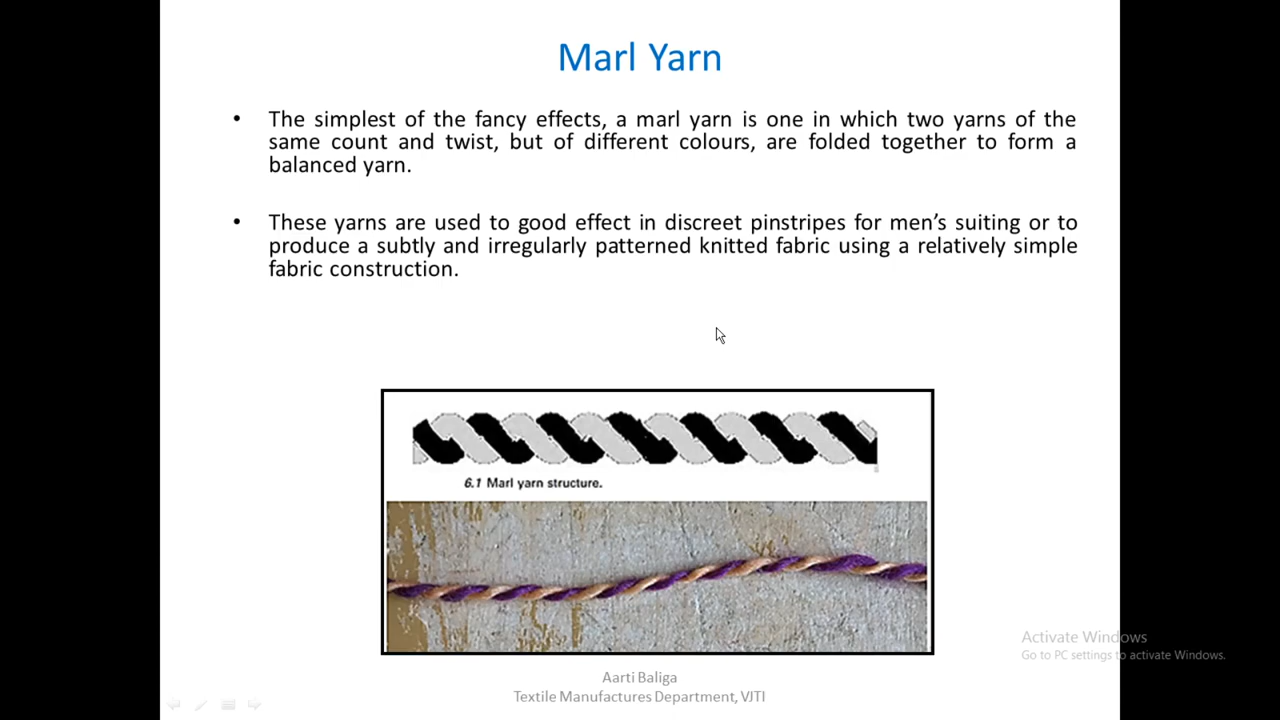 Marl Yarn
• The simplest of the fancy effects, a marl yarn is one in which two yarns of the
same count and twist, but of different colours, are folded together to form a
balanced yarn.
• These yarns are used to good effect in discreet pinstripes for men’s suiting or to
produce a subtly and irregularly patterned knitted fabric using a relatively simple
fabric construction.
6.1 Marl yarn structure.
Activate Windows
Go to PC settings to activate Windows.
Aarti Baliga
Textile Manufactures Department, VJTI